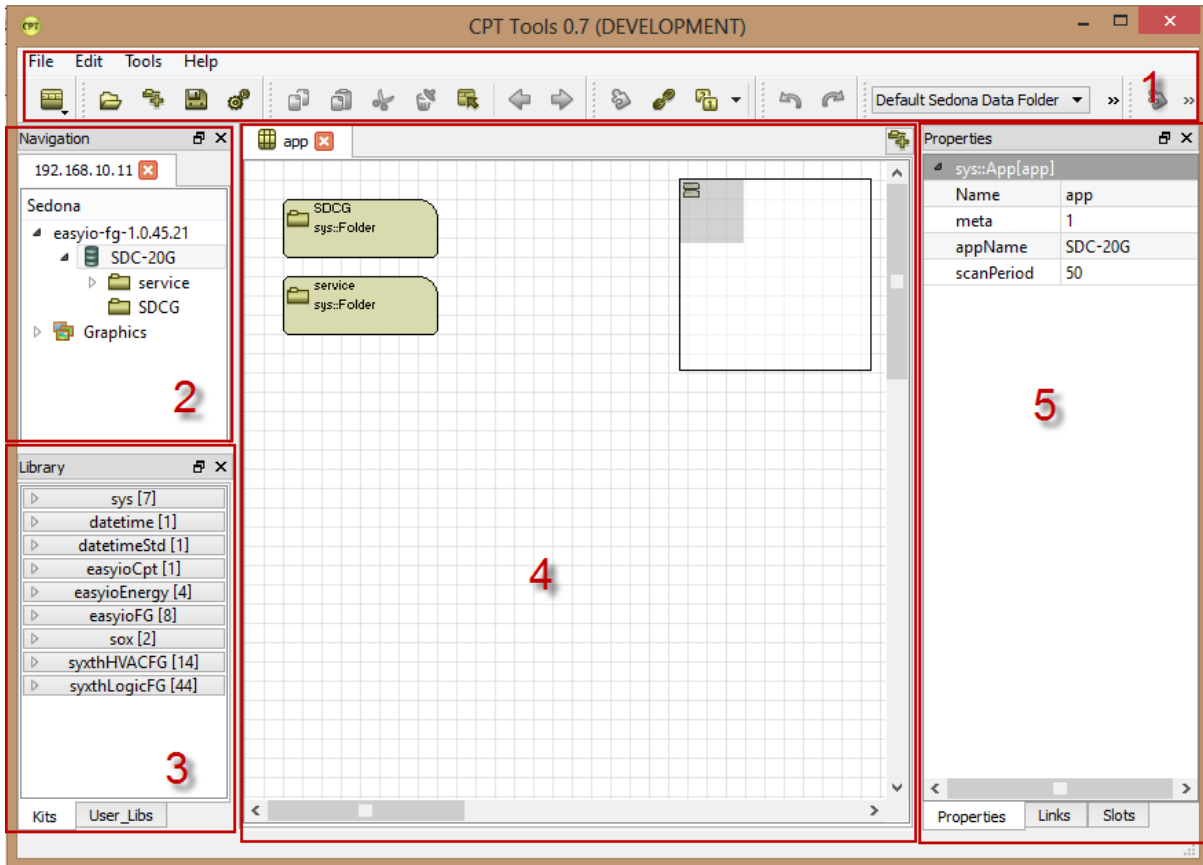 CPT
CPT Tools 0.7 (DEVELOPMENT)
File Edit Tools Help
Default Sedona Data Folder
1
Navigation
192.168.10.11
Sedona
easyio-fg-1.0.45.21
SDC-20G
service
SDCG
Graphics
2
Library
sys [7]
datetime [1]
datetimeStd [1]
easyioCpt [1]
easyioEnergy [4]
easyioFG [8]
sox [2]
syxthHVACFG [14]
syxthLogicFG [44]
3
Kits User_Libs
app
SDCG
sys::Folder
service
sys::Folder
4
Properties
sys::App[app]
Name app
meta 1
appName SDC-20G
scanPeriod 50
5
Properties Links Slots